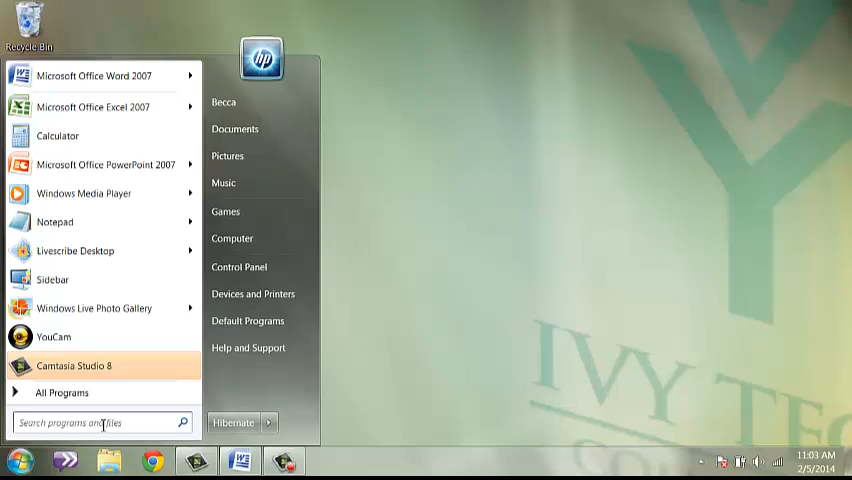 Recycle Bin
hp
Microsoft Office Word 2007
Microsoft Office Excel 2007
Calculator
Microsoft Office PowerPoint 2007
Windows Media Player
Notepad
Livescribe Desktop
Sidebar
Windows Live Photo Gallery
YouCam
Camtasia Studio 8
All Programs
Search programs and files
Becca
Documents
Pictures
Music
Games
Computer
Control Panel
Devices and Printers
Default Programs
Help and Support
Hibernate
IVY TE
CO
11:03 AM
2/5/2014